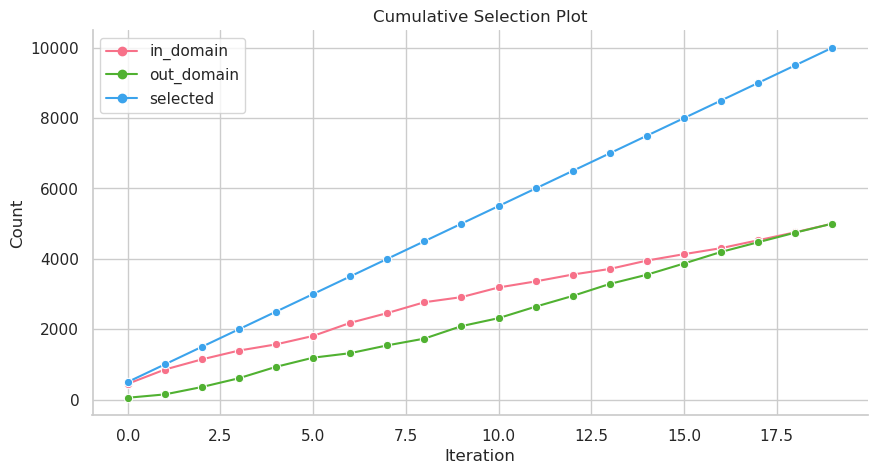 Cumulative Selection Plot
in_domain
out_domain
selected
10000
8000
6000
4000
2000
0
Count
0.0 2.5 5.0 7.5 10.0 12.5 15.0 17.5
Iteration